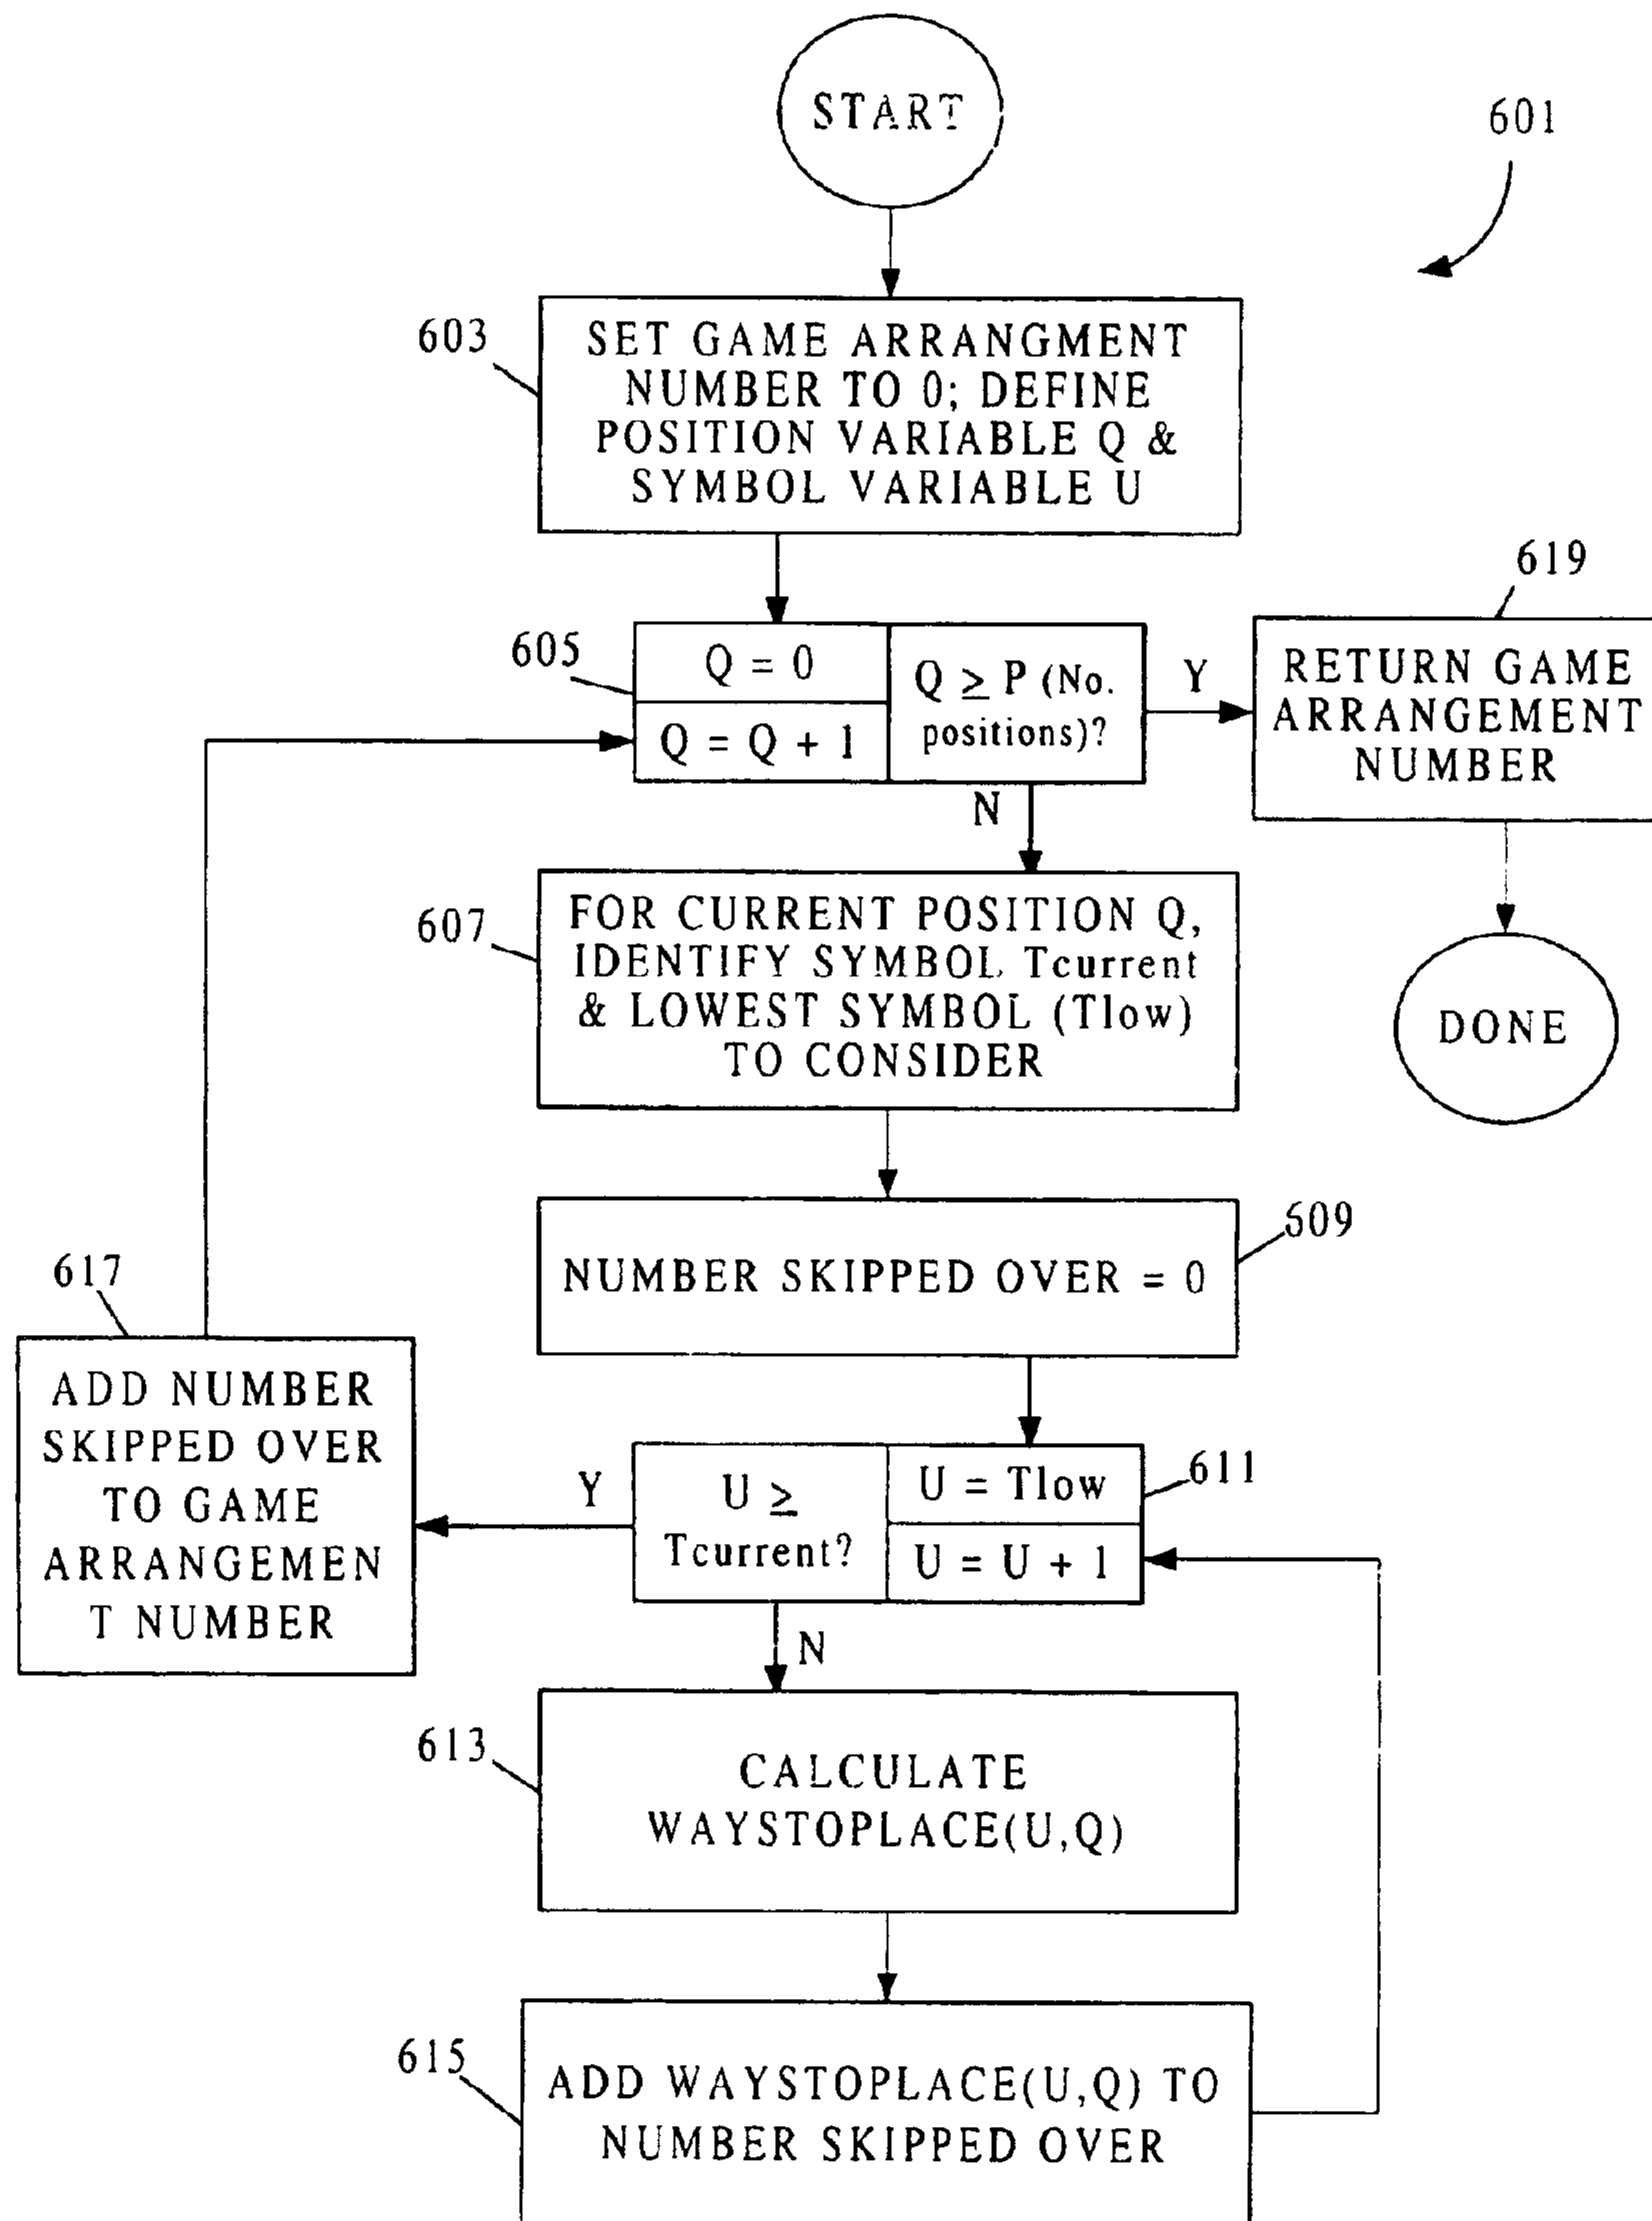 START
601
603
SET GAME ARRANGMENT
NUMBER TO 0; DEFINE
POSITION VARIABLE Q &
SYMBOL VARIABLE U
619
605
Q = 0
Q = Q + 1
Q ≥ P (No.
positions)?
Y
RETURN GAME
ARRANGEMENT
NUMBER
N
607
FOR CURRENT POSITION Q,
IDENTIFY SYMBOL Tcurrent
& LOWEST SYMBOL (Tlow)
TO CONSIDER
DONE
609
NUMBER SKIPPED OVER = 0
617
ADD NUMBER
SKIPPED OVER
TO GAME
ARRANGEMEN
T NUMBER
Y
U ≥
Tcurrent?
U = Tlow
U = U + 1
611
N
613
CALCULATE
WAYSTOPLACE(U,Q)
615
ADD WAYSTOPLACE(U,Q) TO
NUMBER SKIPPED OVER